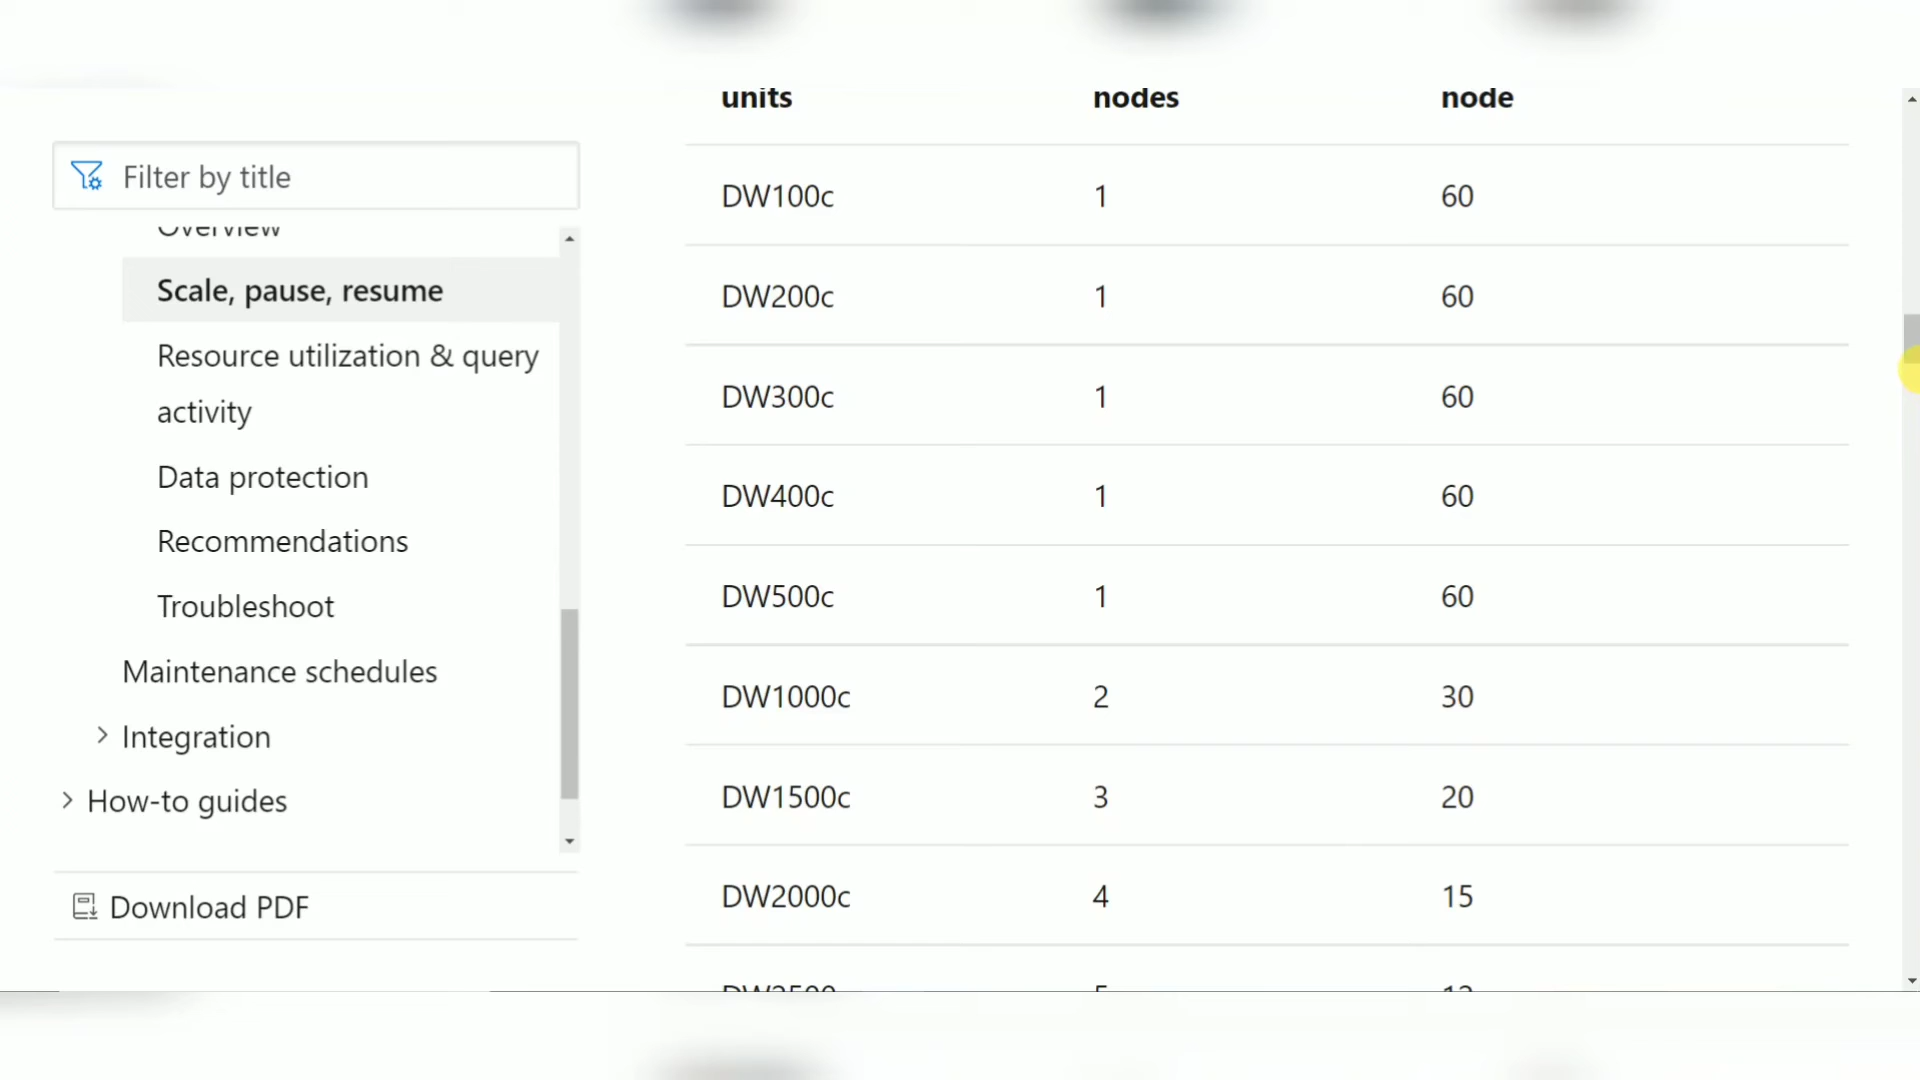 Filter by title
Overview
Scale, pause, resume
Resource utilization & query
activity
Data protection
Recommendations
Troubleshoot
Maintenance schedules
Integration
How-to guides
Download PDF
units nodes node
DW100c 1 60
DW200c 1 60
DW300c 1 60
DW400c 1 60
DW500c 1 60
DW1000c 2 30
DW1500c 3 20
DW2000c 4 15